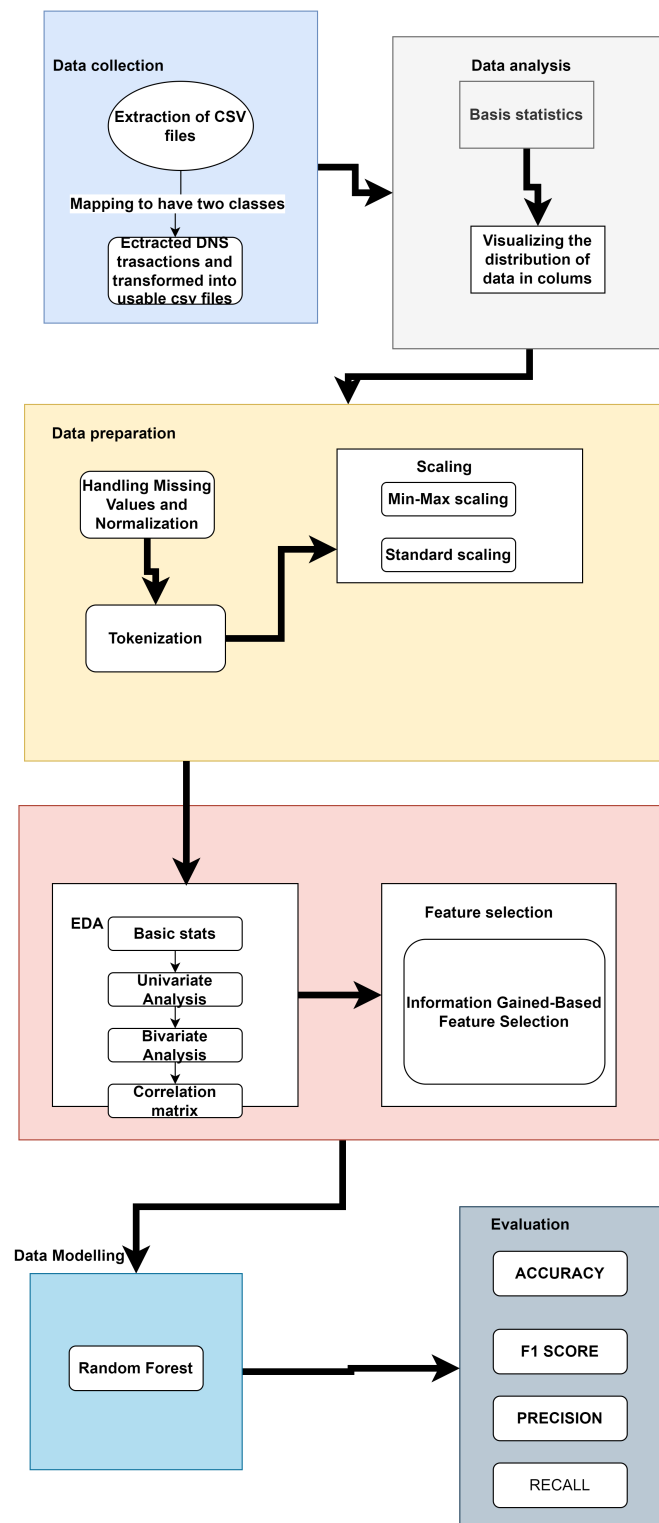 Data collection
Extraction of CSV
files
Mapping to have two classes
Ectracted DNS
trasactions and
transformed into
usable csv files
Data analysis
Basis statistics
Visualizing the
distribution of
data in colums
Data preparation
Handling Missing
Values and
Normalization
Tokenization
Scaling
Min-Max scaling
Standard scaling
EDA
Basic stats
Univariate
Analysis
Bivariate
Analysis
Correlation
matrix
Feature selection
Information Gained-Based
Feature Selection
Data Modelling
Random Forest
Evaluation
ACCURACY
F1 SCORE
PRECISION
RECALL